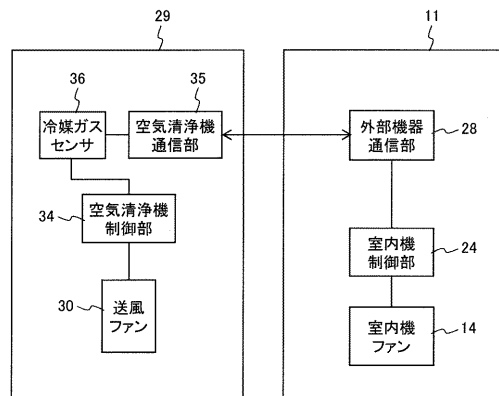 29
11
36
35
冷媒ガス
センサ
空気清浄機
通信部
外部機器
通信部
28
34
空気清浄機
制御部
室内機
制御部
24
30
送風
ファン
室内機
ファン
14